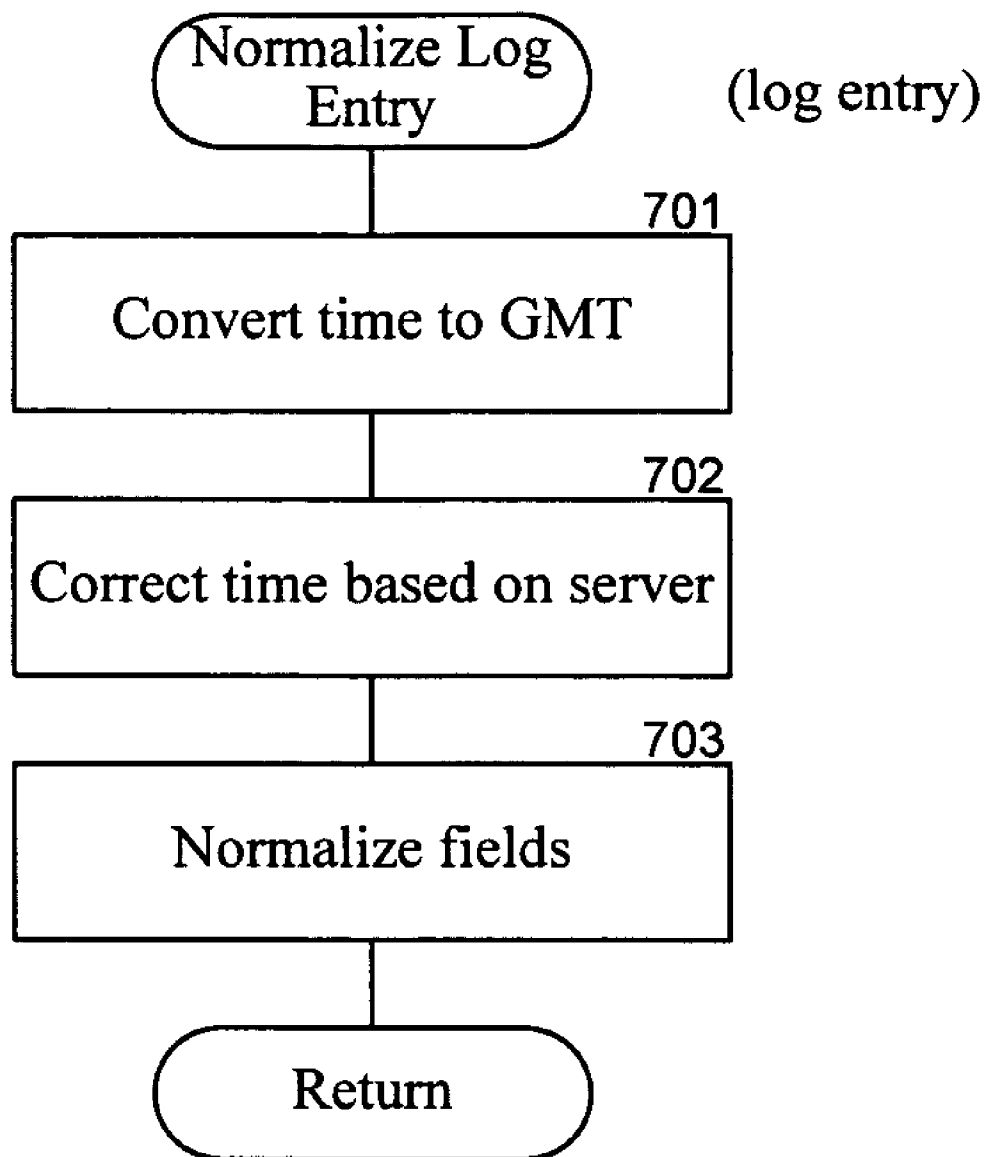 Normalize Log
Entry
(log entry)
701
Convert time to GMT
702
Correct time based on server
703
Normalize fields
Return